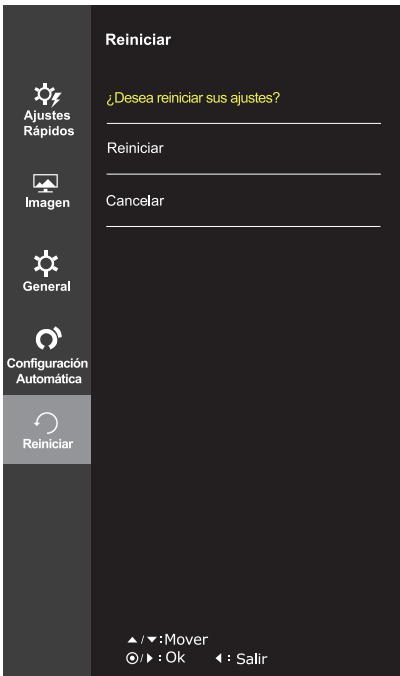 Reiniciar
¿Desea reiniciar sus ajustes?
Reiniciar
Cancelar
Ajustes
Rápidos
Imagen
General
Configuración
Automática
Reiniciar
▲/▼:Mover
◉/▶:Ok ◀: Salir